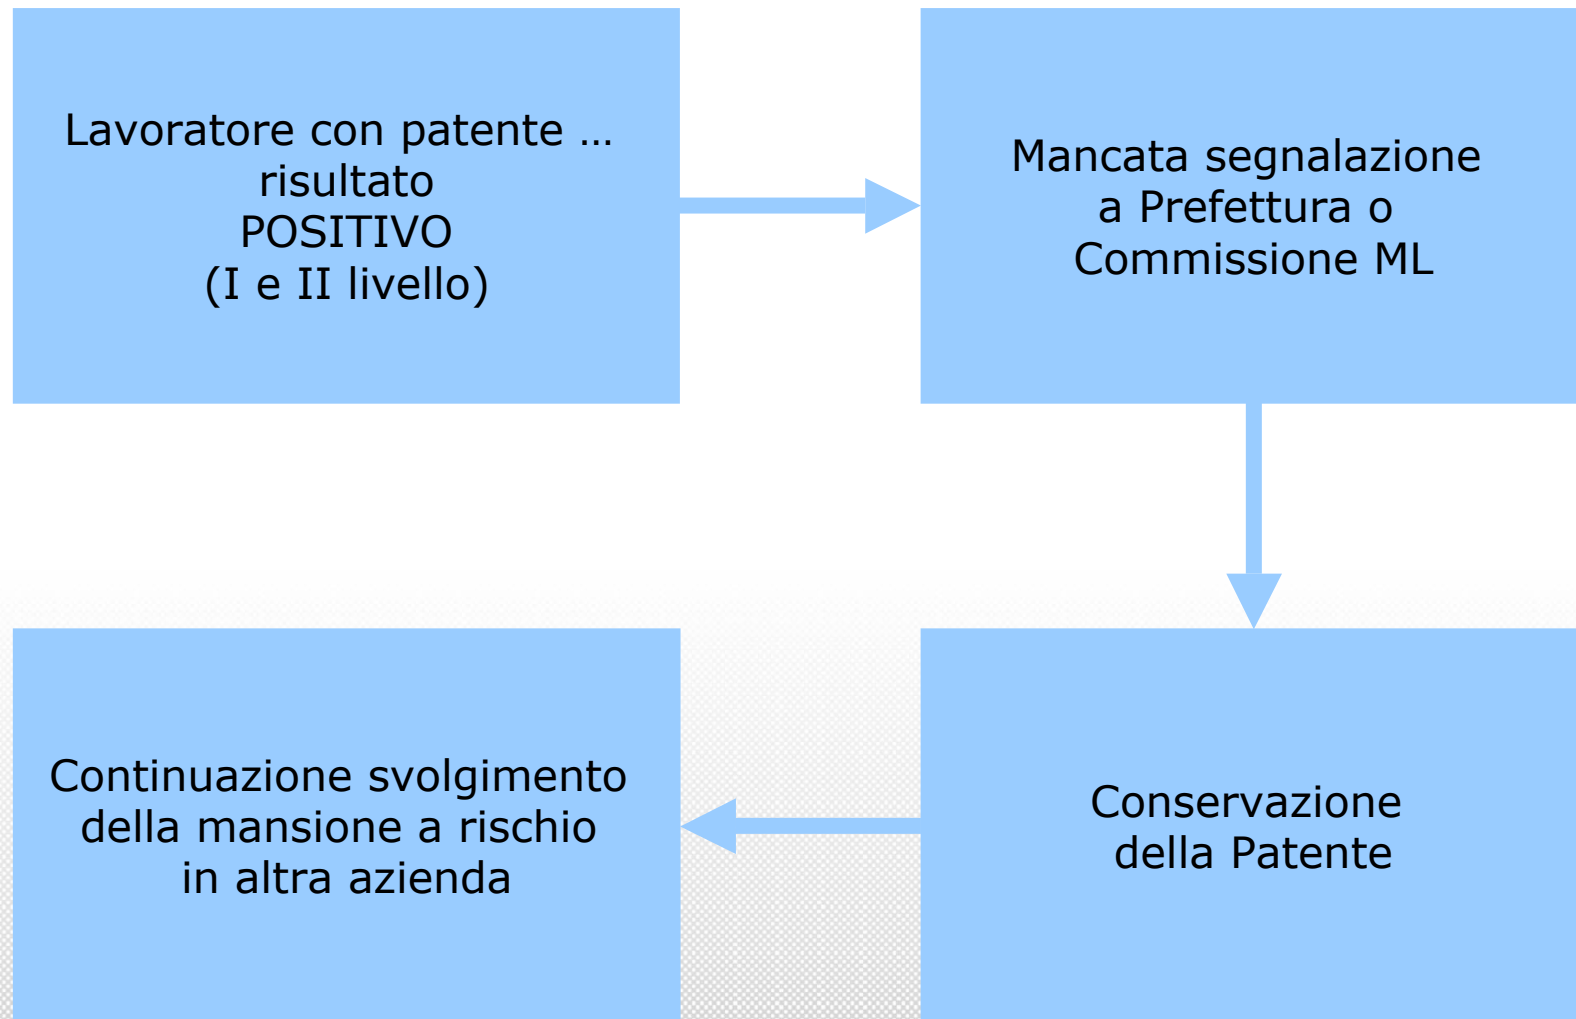 Lavoratore con patente …
risultato
POSITIVO
(I e II livello)
Mancata segnalazione
a Prefettura o
Commissione ML
Conservazione
della Patente
Continuazione svolgimento
della mansione a rischio
in altra azienda